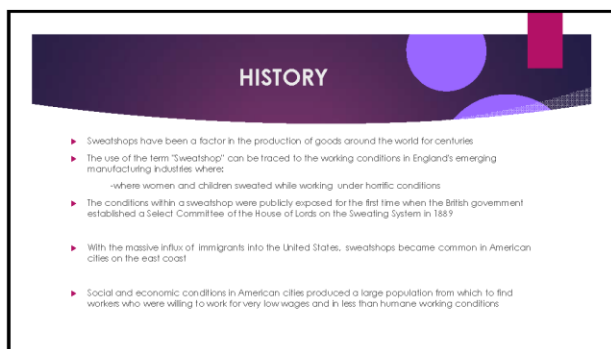 HISTORY
Sweatshops have been a factor in the production of goods around the world for centuries
The use of the term "Sweatshop" can be traced to the working conditions in England's emerging
manufacturing industries where:
-where women and children sweated while working under horrific conditions
The conditions within a sweatshop were publicly exposed for the first time when the British government
established a Select Committee of the House of Lords on the Sweating System in 1889
With the massive influx of immigrants into the United States, sweatshops became common in American
cities on the east coast
Social and economic conditions in American cities produced a large population from which to find
workers who were willing to work for very low wages and in less than humane working conditions